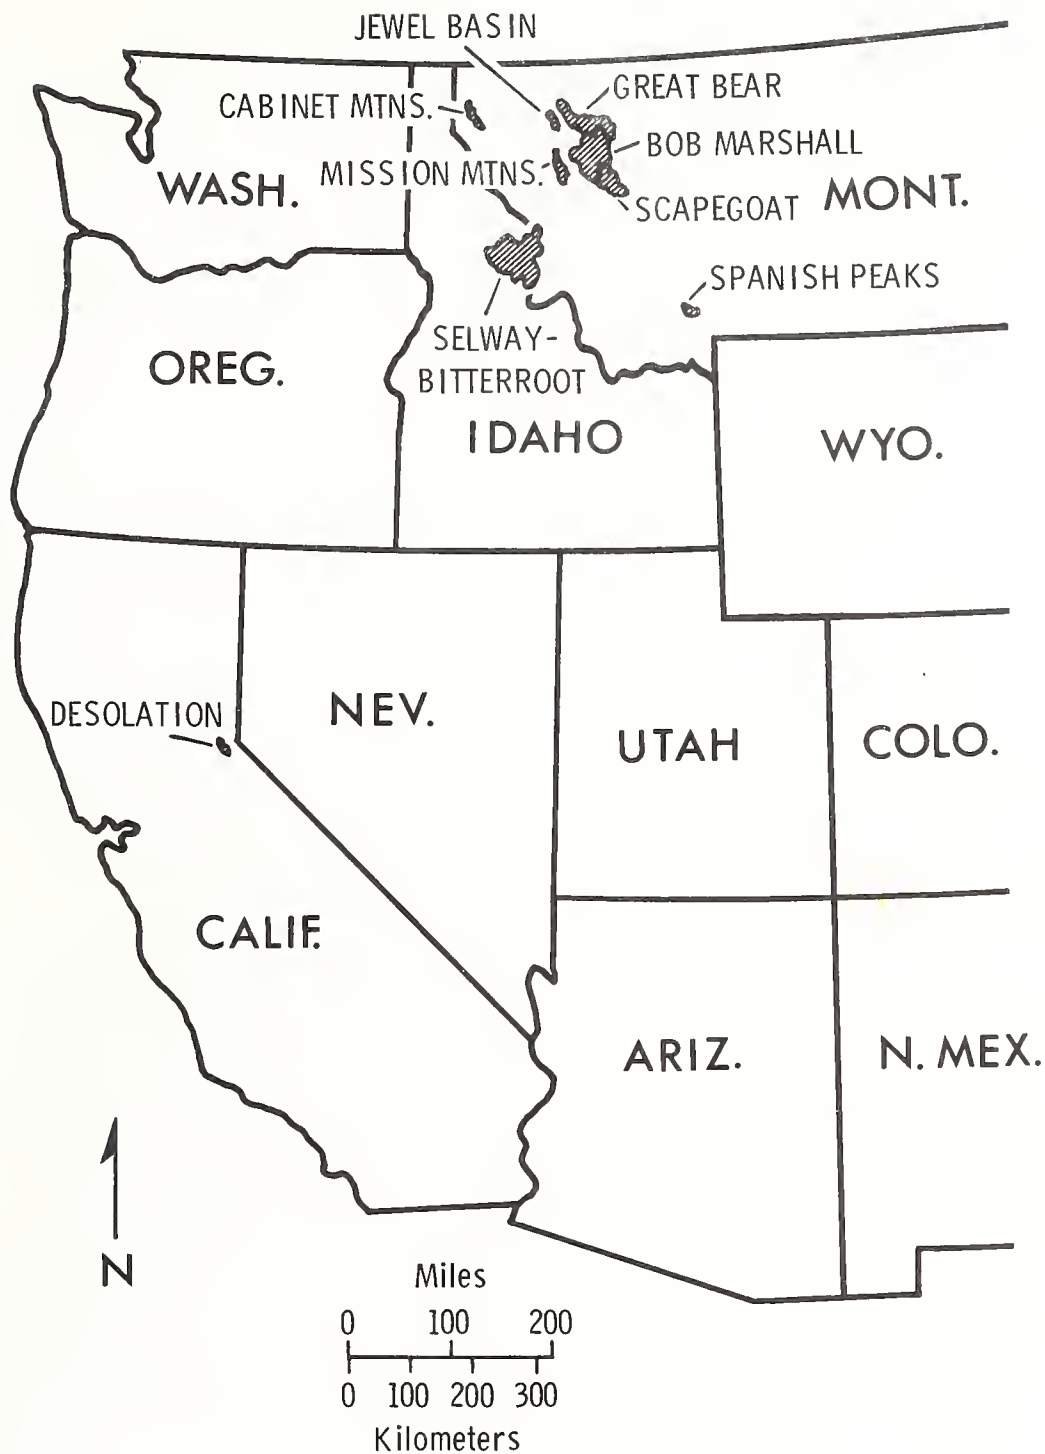 JEWEL BASIN
GREAT BEAR
CABINET MTNS.
BOB MARSHALL
MISSION MTNS.
WASH.
MONT.
SCAPEGOAT
SPANISH PEAKS
SELWAY-
BITTERROOT
OREG.
IDAHO
WYO.
DESOLATION
NEV.
UTAH
COLO.
CALIF.
ARIZ.
N. MEX.
N
Miles
0 100 200
0 100 200 300
Kilometers